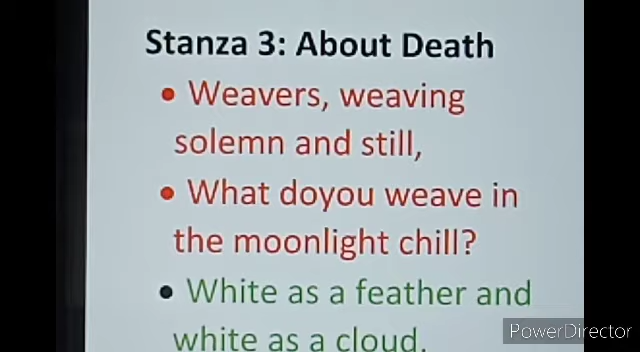 Stanza 3: About Death
• Weavers, weaving
solemn and still,
• What doyou weave in
the moonlight chill?
• White as a feather and
white as a cloud,
PowerDirector